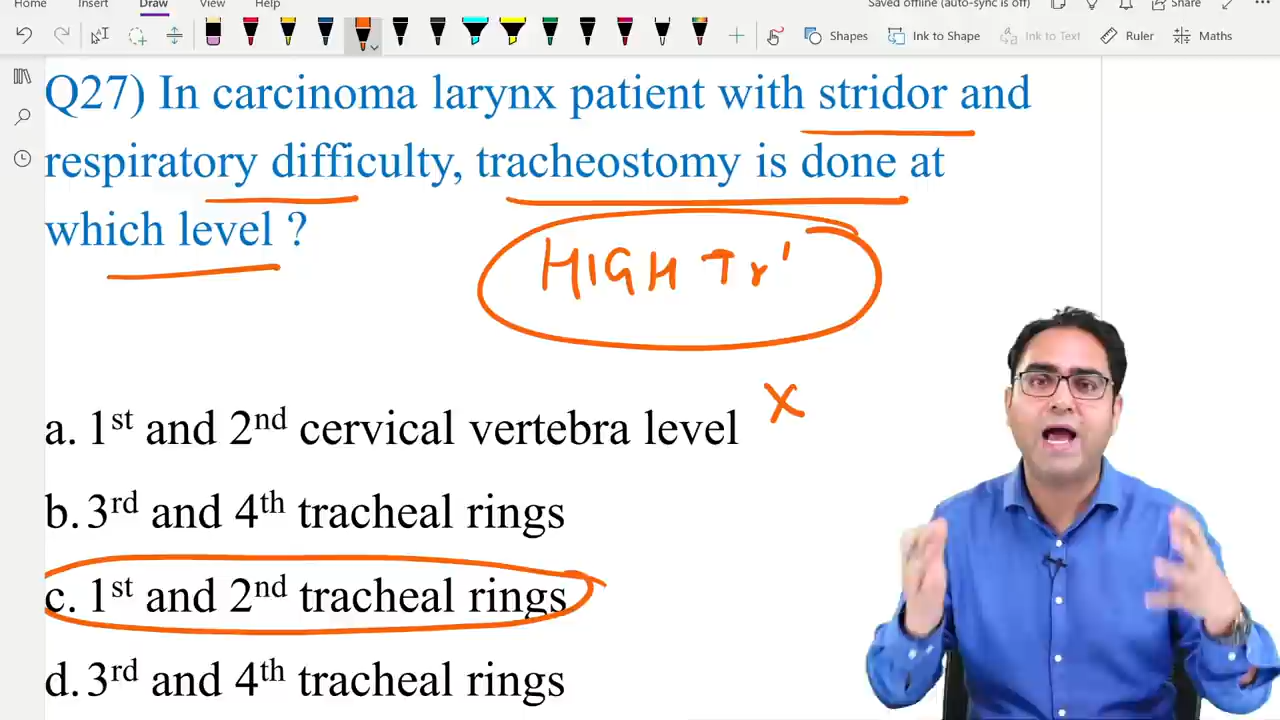 Home Insert Draw View Help Saved offline (auto-sync is off) Share
Shapes Ink to Shape Ink to Text Ruler Maths
Q27) In carcinoma larynx patient with stridor and
respiratory difficulty, tracheostomy is done at
which level ?
HIGH Tr'
a. 1st and 2nd cervical vertebra level X
b. 3rd and 4th tracheal rings
c. 1st and 2nd tracheal rings
d. 3rd and 4th tracheal rings